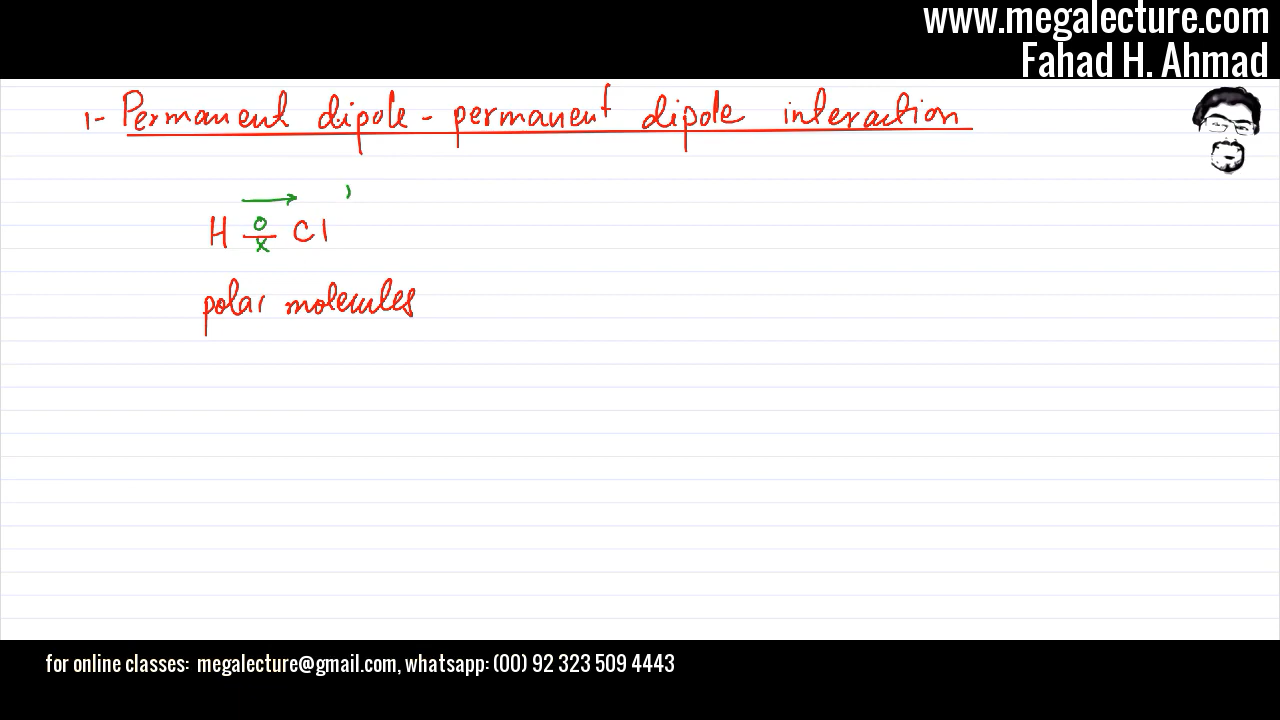 www.megalecture.com
Fahad H. Ahmad
1- Permanent dipole - permanent dipole interaction
H o x Cl
polar molecules
for online classes: megalecture@gmail.com, whatsapp: (00) 92 323 509 4443